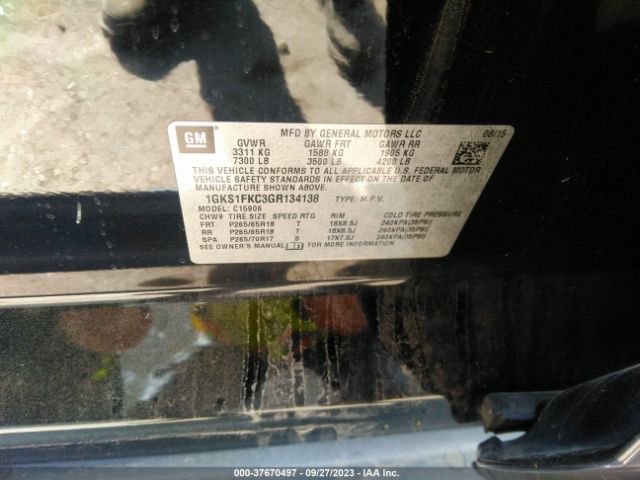 GM
MFD BY GENERAL MOTORS LLC 08/15
GVWR GAWR FRT GAWR RR
3311 KG 1588 KG 1905 KG
7300 LB 3500 LB 4200 LB
THIS VEHICLE CONFORMS TO ALL APPLICABLE U.S. FEDERAL MOTOR
VEHICLE SAFETY STANDARDS IN EFFECT ON THE DATE OF
MANUFACTURE SHOWN ABOVE.
1GKS1FKC3GR134138 TYPE: M.P.V.
MODEL: C15906
CHW9 TIRE SIZE SPEED RTG RIM COLD TIRE PRESSURE
FRT P265/65R18 T 18X8.5J 240KPA(35PSI)
RR P265/65R18 T 18X8.5J 240KPA(35PSI)
SPA P265/70R17 S 17X7.5J 240KPA(35PSI)
SEE OWNER'S MANUAL
000-37670497 - 09/27/2023 - IAA Inc.